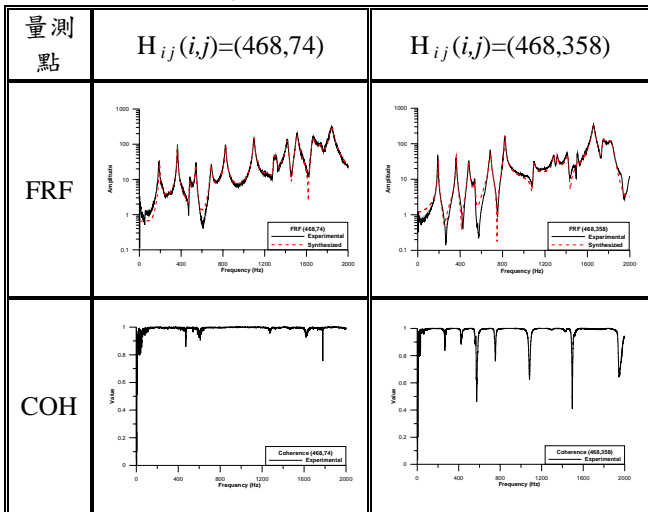 量測點 H_{ij}(i,j)=(468,74) H_{ij}(i,j)=(468,358)
FRF
1000
100
10
1
0.1
Amplitude
0 400 800 1200 1600 2000
Frequency (Hz)
FRF (468,74)
Experimental
Synthesized
1000
100
10
1
0.1
Amplitude
0 400 800 1200 1600 2000
Frequency (Hz)
FRF (468,358)
Experimental
Synthesized
COH
1
0.8
0.6
0.4
0.2
0
Value
0 400 800 1200 1600 2000
Frequency (Hz)
Coherence (468,74)
Experimental
1
0.8
0.6
0.4
0.2
0
Value
0 400 800 1200 1600 2000
Frequency (Hz)
Coherence (468,358)
Experimental